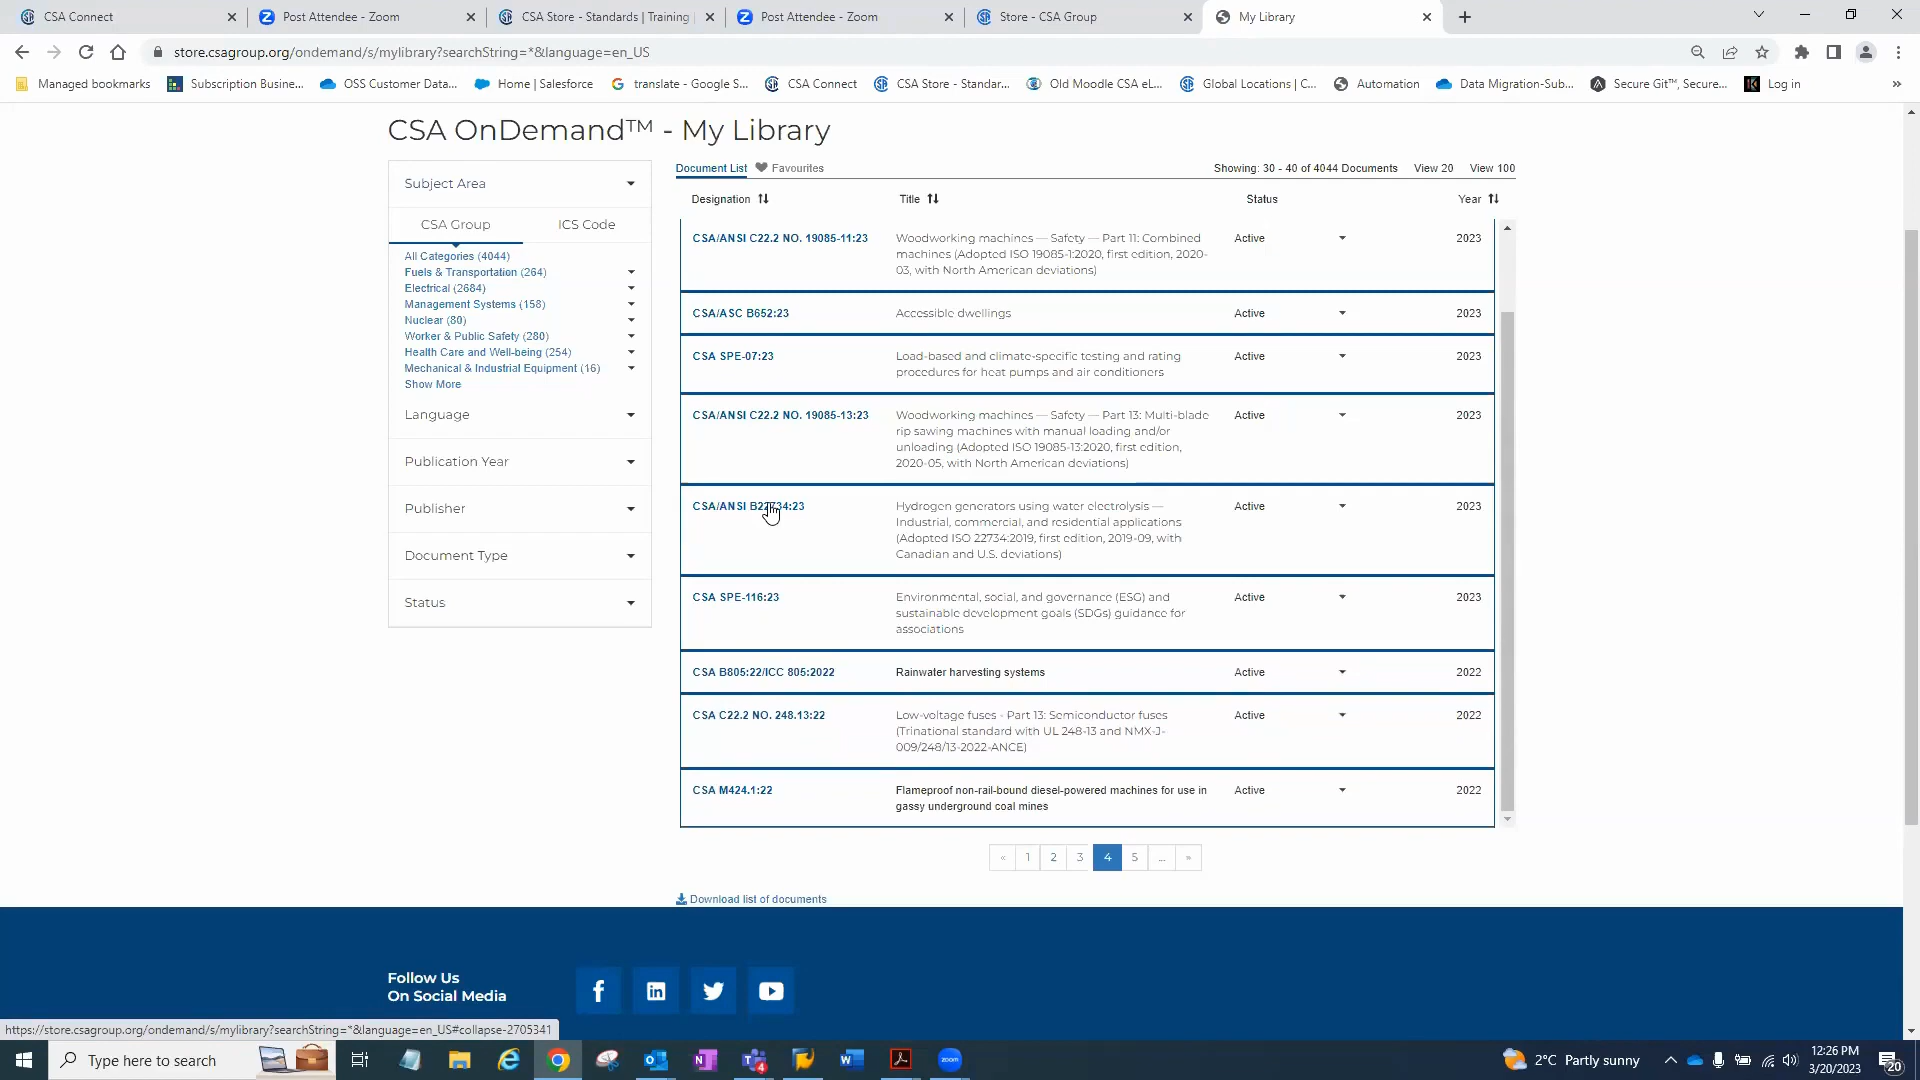 CSA Connect
Post Attendee - Zoom
CSA Store - Standards | Training
Post Attendee - Zoom
Store - CSA Group
My Library
store.csagroup.org/ondemand/s/mylibrary?searchString=*&language=en_US
Managed bookmarks
Subscription Busine...
OSS Customer Data...
Home | Salesforce
translate - Google S...
CSA Connect
CSA Store - Standar...
Old Moodle CSA eL...
Global Locations | C...
Automation
Data Migration-Sub...
Secure Git™, Secure...
Log in
CSA OnDemand™ - My Library
Subject Area
CSA Group
ICS Code
All Categories (4044)
Fuels & Transportation (264)
Electrical (2684)
Management Systems (158)
Nuclear (80)
Worker & Public Safety (280)
Health Care and Well-being (254)
Mechanical & Industrial Equipment (16)
Show More
Language
Publication Year
Publisher
Document Type
Status
Document List
Favourites
Showing: 30 - 40 of 4044 Documents
View 20
View 100
Designation
Title
Status
Year
CSA/ANSI C22.2 NO. 19085-11:23
Woodworking machines — Safety — Part 11: Combined
machines (Adopted ISO 19085-1:2020, first edition, 2020-
03, with North American deviations)
Active
2023
CSA/ASC B652:23
Accessible dwellings
Active
2023
CSA SPE-07:23
Load-based and climate-specific testing and rating
procedures for heat pumps and air conditioners
Active
2023
CSA/ANSI C22.2 NO. 19085-13:23
Woodworking machines — Safety — Part 13: Multi-blade
rip sawing machines with manual loading and/or
unloading (Adopted ISO 19085-13:2020, first edition,
2020-05, with North American deviations)
Active
2023
CSA/ANSI B22734:23
Hydrogen generators using water electrolysis —
Industrial, commercial, and residential applications
(Adopted ISO 22734:2019, first edition, 2019-09, with
Canadian and U.S. deviations)
Active
2023
CSA SPE-116:23
Environmental, social, and governance (ESG) and
sustainable development goals (SDGs) guidance for
associations
Active
2023
CSA B805:22/ICC 805:2022
Rainwater harvesting systems
Active
2022
CSA C22.2 NO. 248.13:22
Low-voltage fuses - Part 13: Semiconductor fuses
(Trinational standard with UL 248-13 and NMX-J-
009/248/13-2022-ANCE)
Active
2022
CSA M424.1:22
Flameproof non-rail-bound diesel-powered machines for use in
gassy underground coal mines
Active
2022
« 1 2 3 4 5 ... »
Download list of documents
Follow Us
On Social Media
https://store.csagroup.org/ondemand/s/mylibrary?searchString=*&language=en_US#collapse-2705341
Type here to search
4
zoom
2°C Partly sunny
12:26 PM
3/20/2023
20